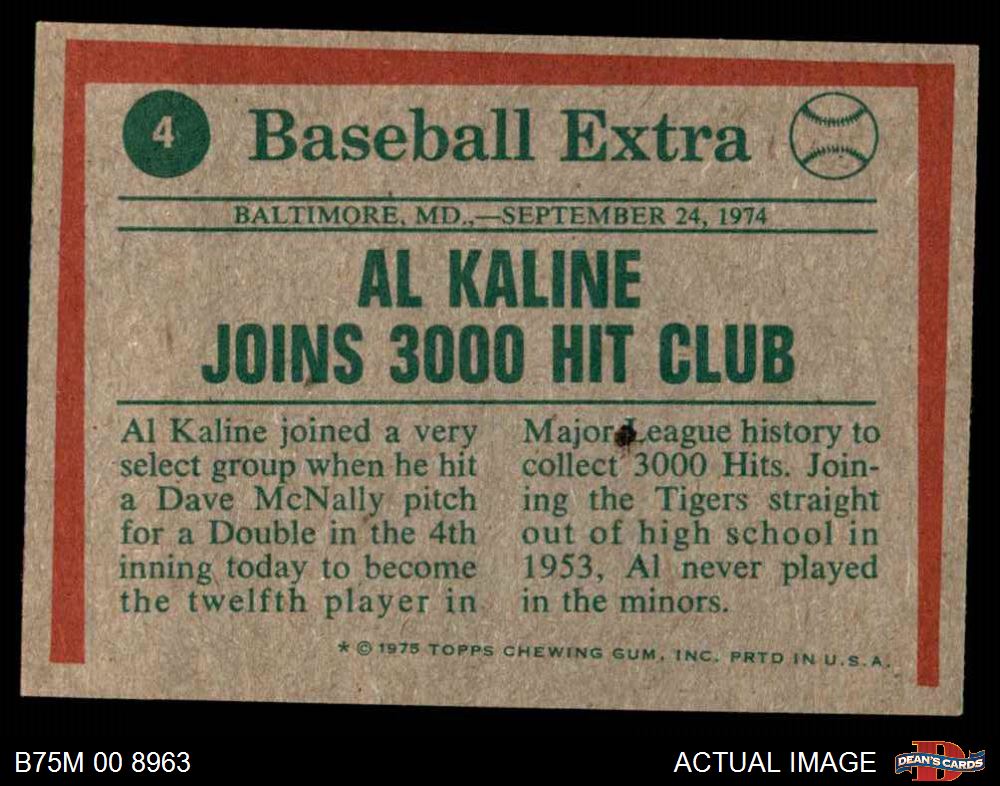 4
Baseball Extra
BALTIMORE, MD.,—SEPTEMBER 24, 1974
AL KALINE
JOINS 3000 HIT CLUB
Al Kaline joined a very
select group when he hit
a Dave McNally pitch
for a Double in the 4th
inning today to become
the twelfth player in
Major League history to
collect 3000 Hits. Join-
ing the Tigers straight
out of high school in
1953, Al never played
in the minors.
* © 1975 TOPPS CHEWING GUM, INC. PRTD IN U.S.A.
B75M 00 8963
ACTUAL IMAGE
D
DEAN'S CARDS